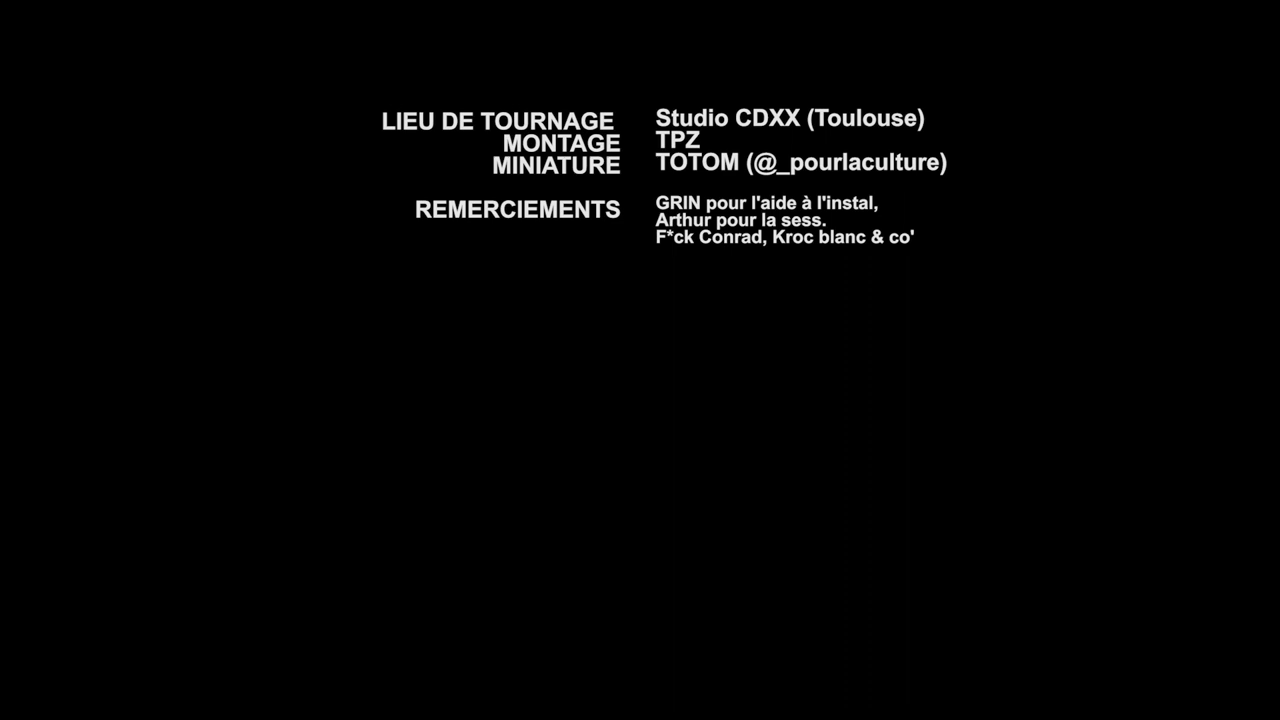 LIEU DE TOURNAGE Studio CDXX (Toulouse)
MONTAGE TPZ
MINIATURE TOTOM (@_pourlaculture)
REMERCIEMENTS GRIN pour l'aide à l'instal,
Arthur pour la sess.
F*ck Conrad, Kroc blanc & co'